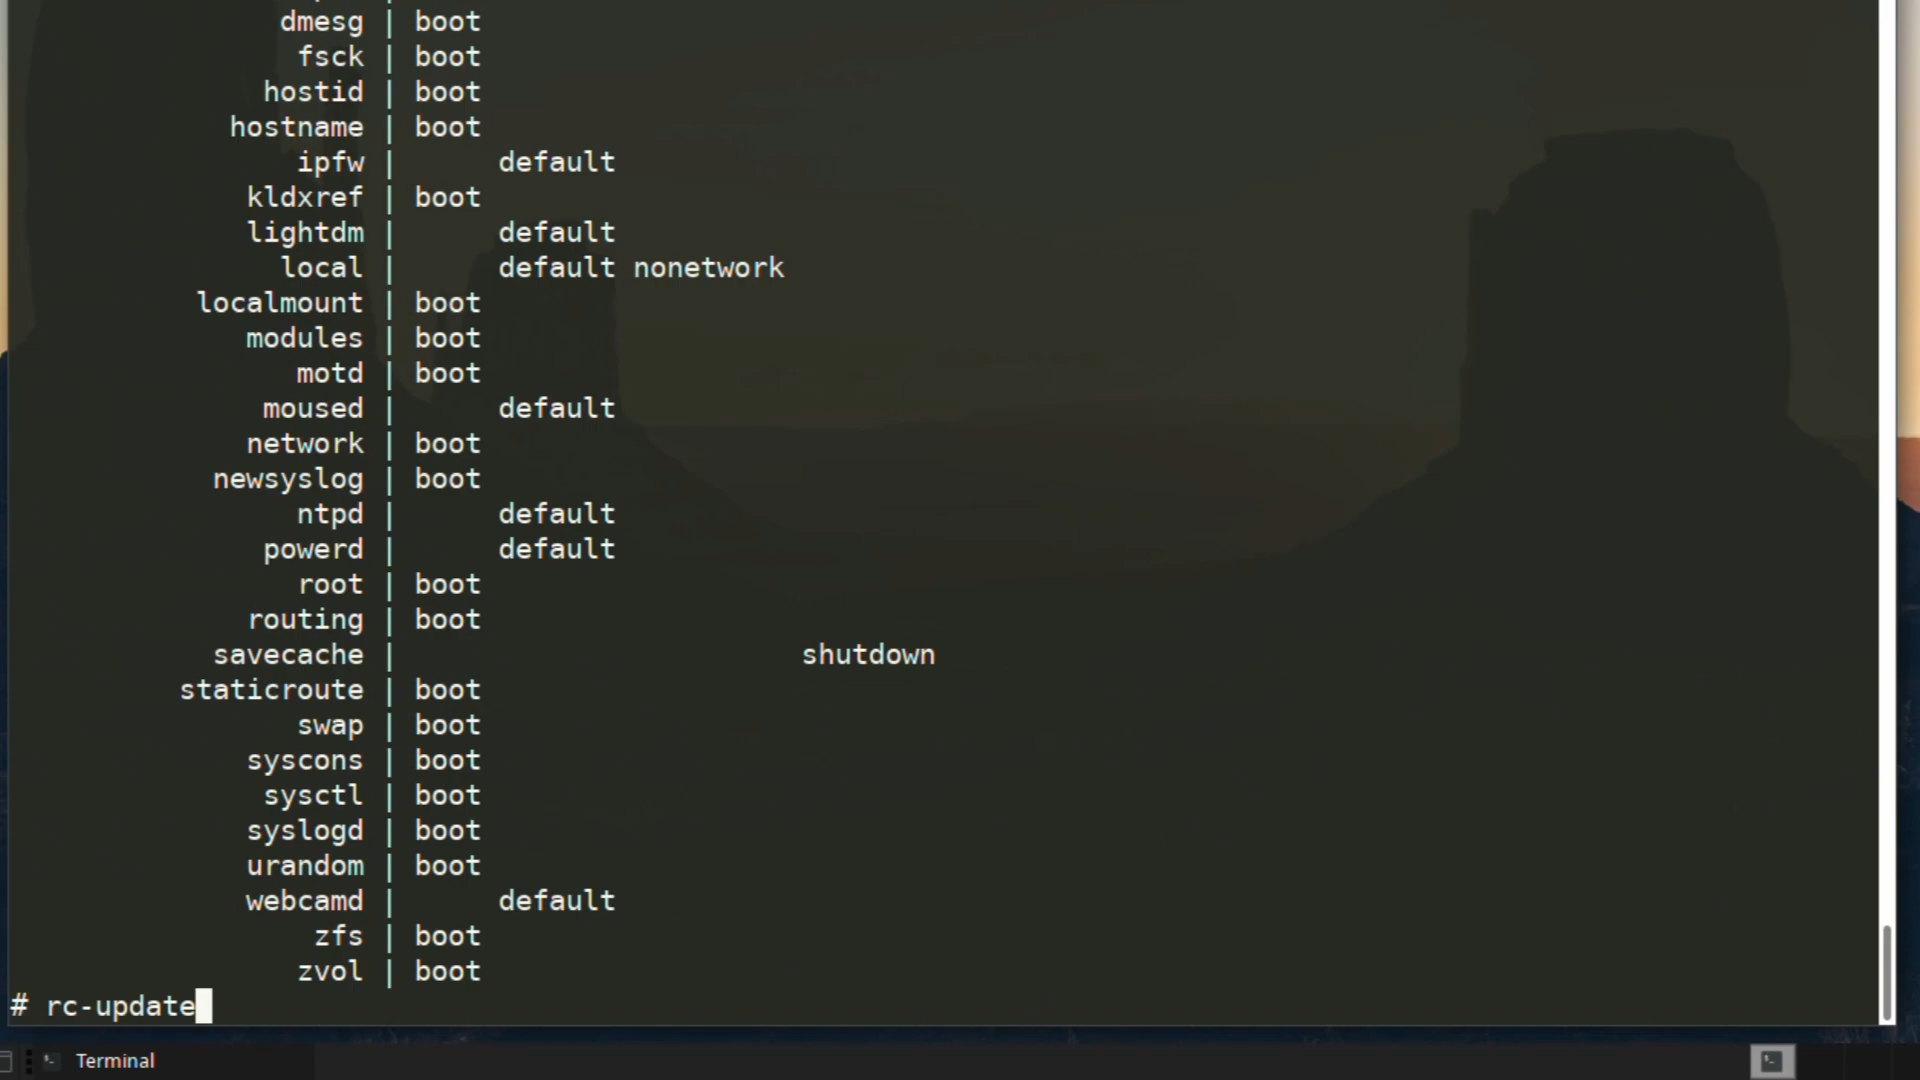 dmesg | boot
fsck | boot
hostid | boot
hostname | boot
ipfw | default
kldxref | boot
lightdm | default
local | default nonetwork
localmount | boot
modules | boot
motd | boot
moused | default
network | boot
newsyslog | boot
ntpd | default
powerd | default
root | boot
routing | boot
savecache | shutdown
staticroute | boot
swap | boot
syscons | boot
sysctl | boot
syslogd | boot
urandom | boot
webcamd | default
zfs | boot
zvol | boot
# rc-update
Terminal